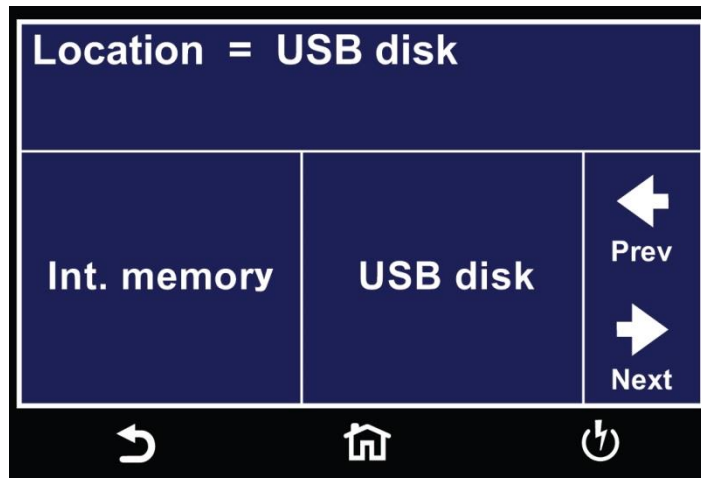 Location = USB disk
Int. memory
USB disk
Prev
Next